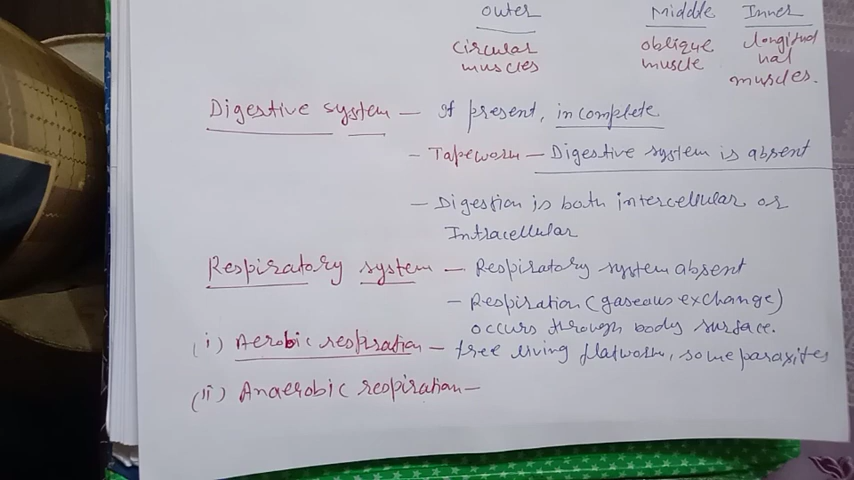 Outer Middle Inner
circular oblique longitud
muscles muscle nal
muscles.
Digestive system — If present, incomplete
- Tapeworm — Digestive system is absent
- Digestion is both intercellular or
Intracellular
Respiratory system — Respiratory system absent
- Respiration (gaseous exchange)
occurs through body surface.
(i) Aerobic respiration — free living flatworm, some parasites
(ii) Anaerobic respiration —